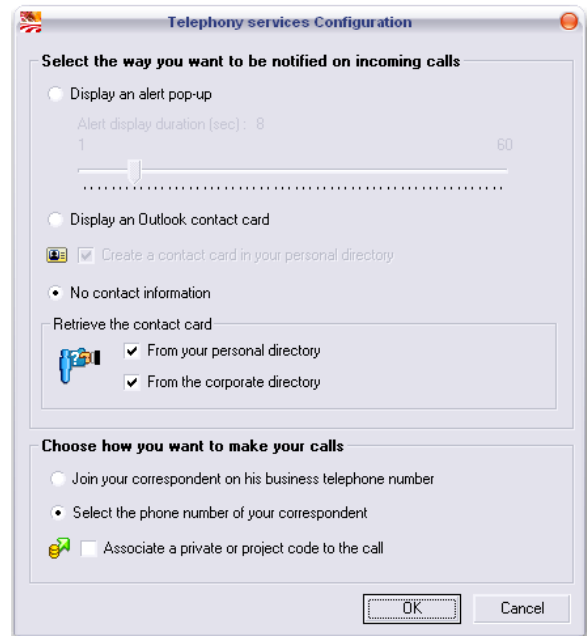 Telephony services Configuration
Select the way you want to be notified on incoming calls
Display an alert pop-up
Alert display duration (sec) : 8
1 60
Display an Outlook contact card
Create a contact card in your personal directory
No contact information
Retrieve the contact card
From your personal directory
From the corporate directory
Choose how you want to make your calls
Join your correspondent on his business telephone number
Select the phone number of your correspondent
Associate a private or project code to the call
OK Cancel